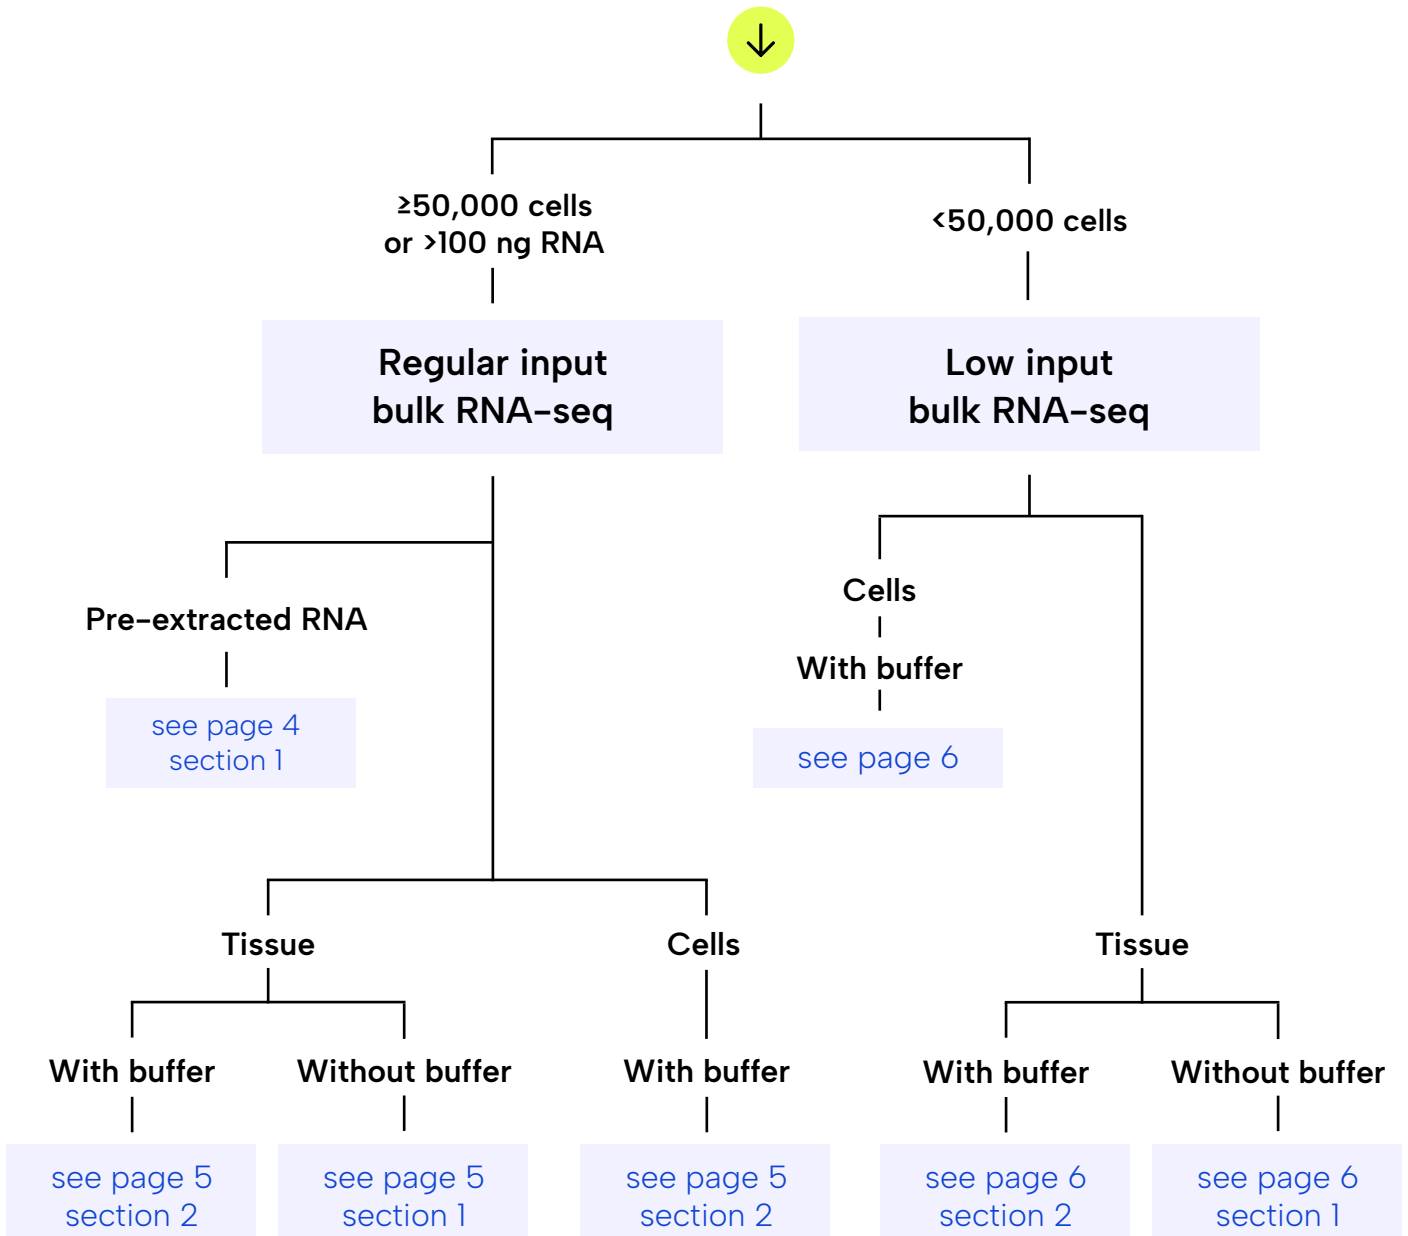 ≥50,000 cells
or >100 ng RNA
<50,000 cells
Regular input
bulk RNA-seq
Low input
bulk RNA-seq
Pre-extracted RNA
see page 4
section 1
Cells
With buffer
see page 6
Tissue
Cells
Tissue
With buffer
Without buffer
With buffer
With buffer
Without buffer
see page 5
section 2
see page 5
section 1
see page 5
section 2
see page 6
section 2
see page 6
section 1